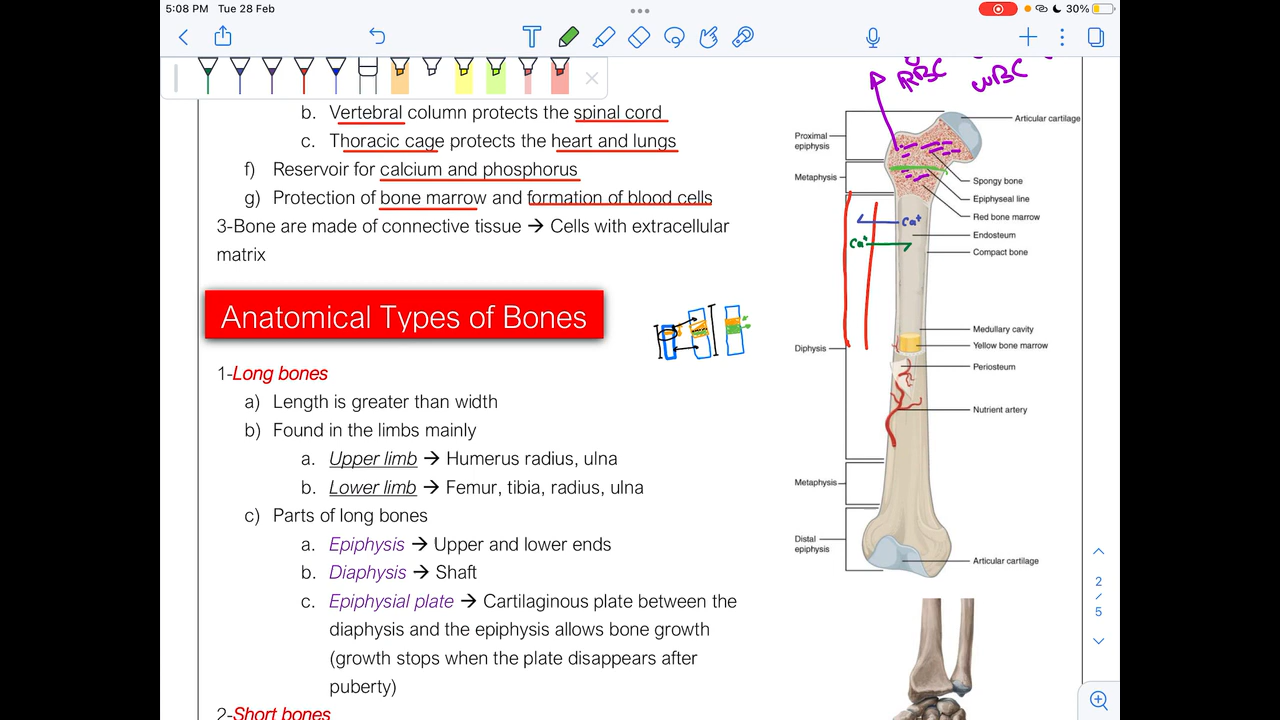 5:08 PM Tue 28 Feb
30%
T
RBC
WBC
b. Vertebral column protects the spinal cord
c. Thoracic cage protects the heart and lungs
f) Reservoir for calcium and phosphorus
g) Protection of bone marrow and formation of blood cells
3-Bone are made of connective tissue → Cells with extracellular
matrix
Anatomical Types of Bones
1-Long bones
a) Length is greater than width
b) Found in the limbs mainly
a. Upper limb → Humerus radius, ulna
b. Lower limb → Femur, tibia, radius, ulna
c) Parts of long bones
a. Epiphysis → Upper and lower ends
b. Diaphysis → Shaft
c. Epiphysial plate → Cartilaginous plate between the
diaphysis and the epiphysis allows bone growth
(growth stops when the plate disappears after
puberty)
2-Short bones
Proximal
epiphysis
Metaphysis
Diphysis
Metaphysis
Distal
epiphysis
Articular cartilage
Spongy bone
Epiphyseal line
Red bone marrow
Endosteum
Compact bone
Medullary cavity
Yellow bone marrow
Periosteum
Nutrient artery
Articular cartilage
Ca⁺
Ca⁺
2
/
5